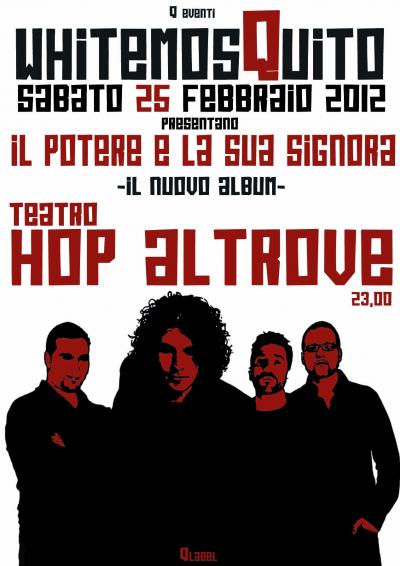 Q eventi
WHITEMOSQUITO
SABATO 25 FEBBRAIO 2012
PRESENTANO
IL POTERE E LA SUA SIGNORA
-IL NUOVO ALBUM-
TEATRO
HOP ALTROVE
23,00
QLABEL